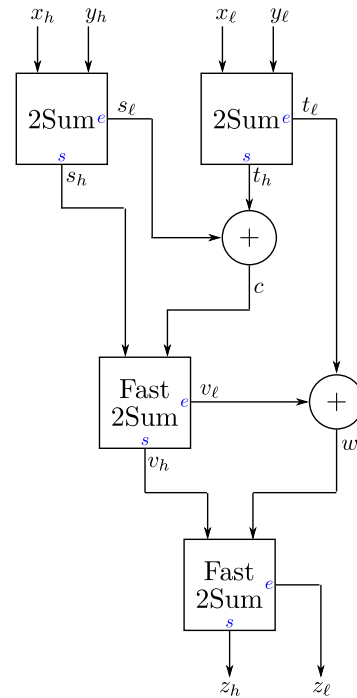 x_h y_h x_ℓ y_ℓ
2Sum e s_ℓ 2Sum e t_ℓ
s s
s_h t_h
+
c
Fast
2Sum e v_ℓ +
s
v_h w
Fast
2Sum e
s
z_h z_ℓ